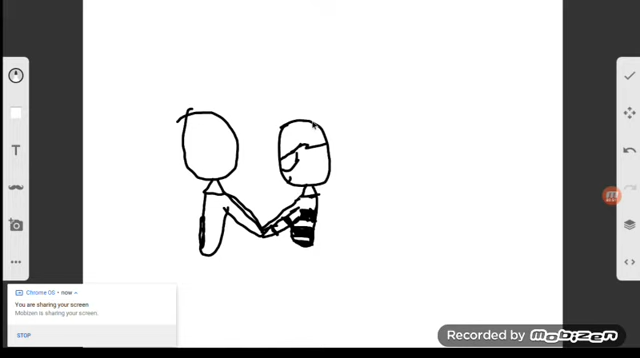 T
Chrome OS • now
You are sharing your screen
Mobizen is sharing your screen.
STOP
Recorded by mobizen